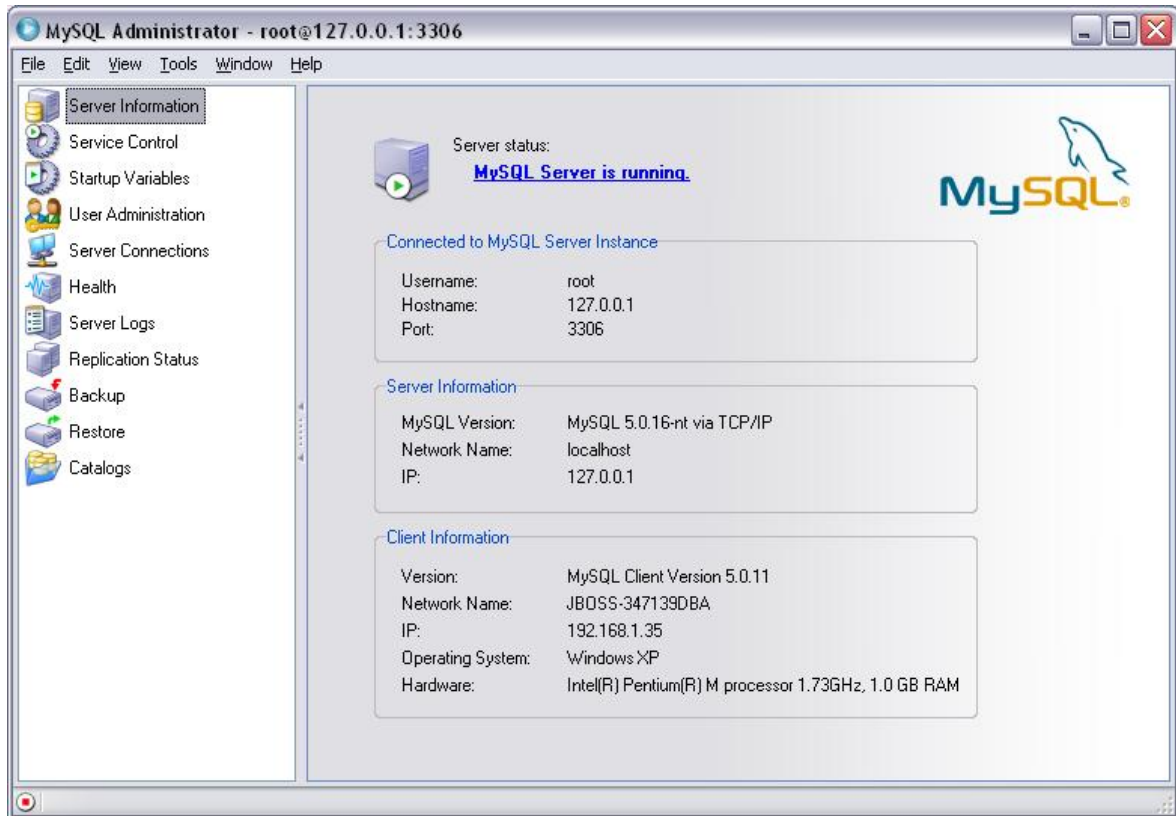 MySQL Administrator - root@127.0.0.1:3306
File Edit View Tools Window Help
Server Information
Service Control
Startup Variables
User Administration
Server Connections
Health
Server Logs
Replication Status
Backup
Restore
Catalogs
Server status:
MySQL Server is running.
MySQL®
Connected to MySQL Server Instance
Username: root
Hostname: 127.0.0.1
Port: 3306
Server Information
MySQL Version: MySQL 5.0.16-nt via TCP/IP
Network Name: localhost
IP: 127.0.0.1
Client Information
Version: MySQL Client Version 5.0.11
Network Name: JBOSS-347139DBA
IP: 192.168.1.35
Operating System: Windows XP
Hardware: Intel(R) Pentium(R) M processor 1.73GHz, 1.0 GB RAM